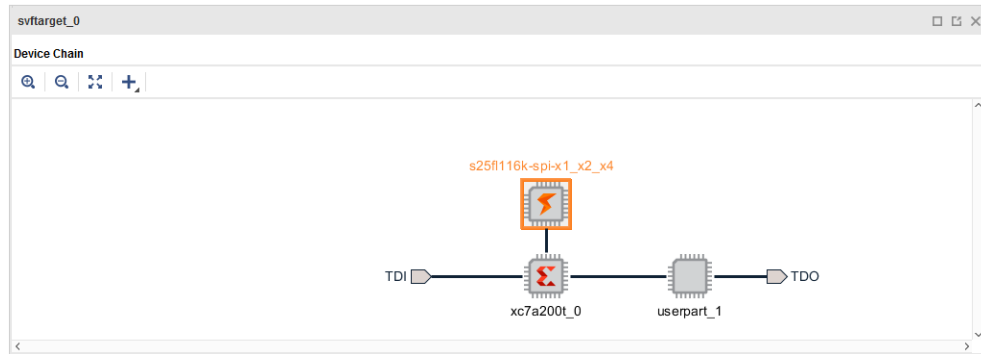 svftarget_0
Device Chain
s25fl116k-spi-x1_x2_x4
TDI
TDO
xc7a200t_0
userpart_1